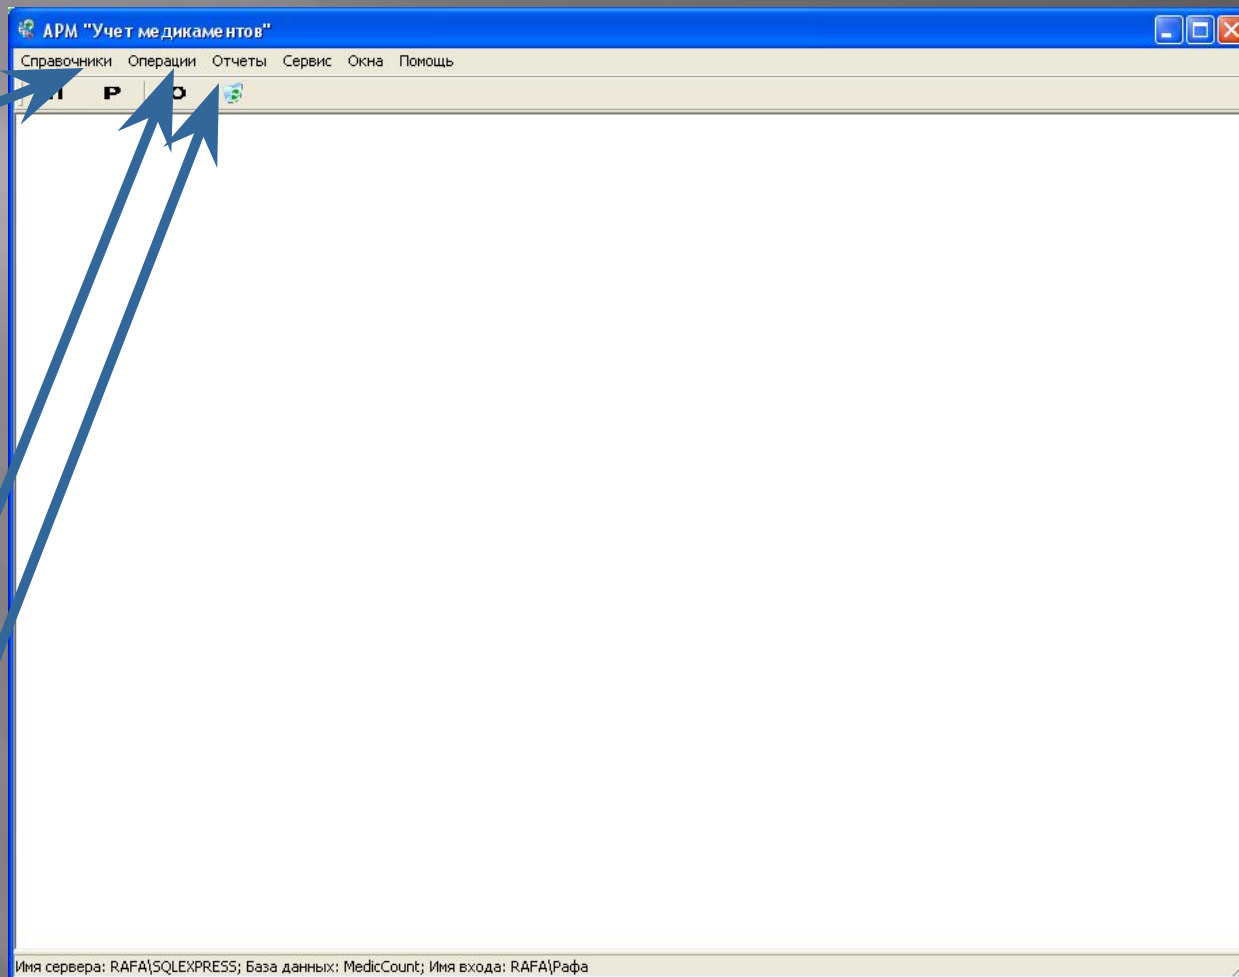 АРМ "Учет медикаментов"
Справочники Операции Отчеты Сервис Окна Помощь
Р О
Имя сервера: RAFA\SQLEXPRESS; База данных: MedicCount; Имя входа: RAFA\Рафа